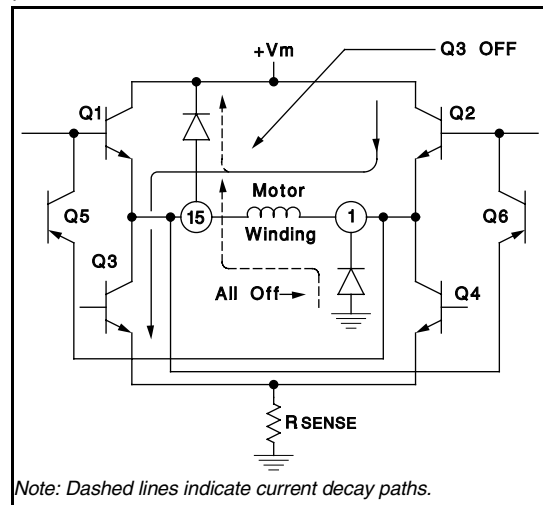 +Vm
Q3 OFF
Q1
Q2
Motor
15
1
Winding
Q5
Q6
Q3
Q4
All Off
RSENSE
Note: Dashed lines indicate current decay paths.